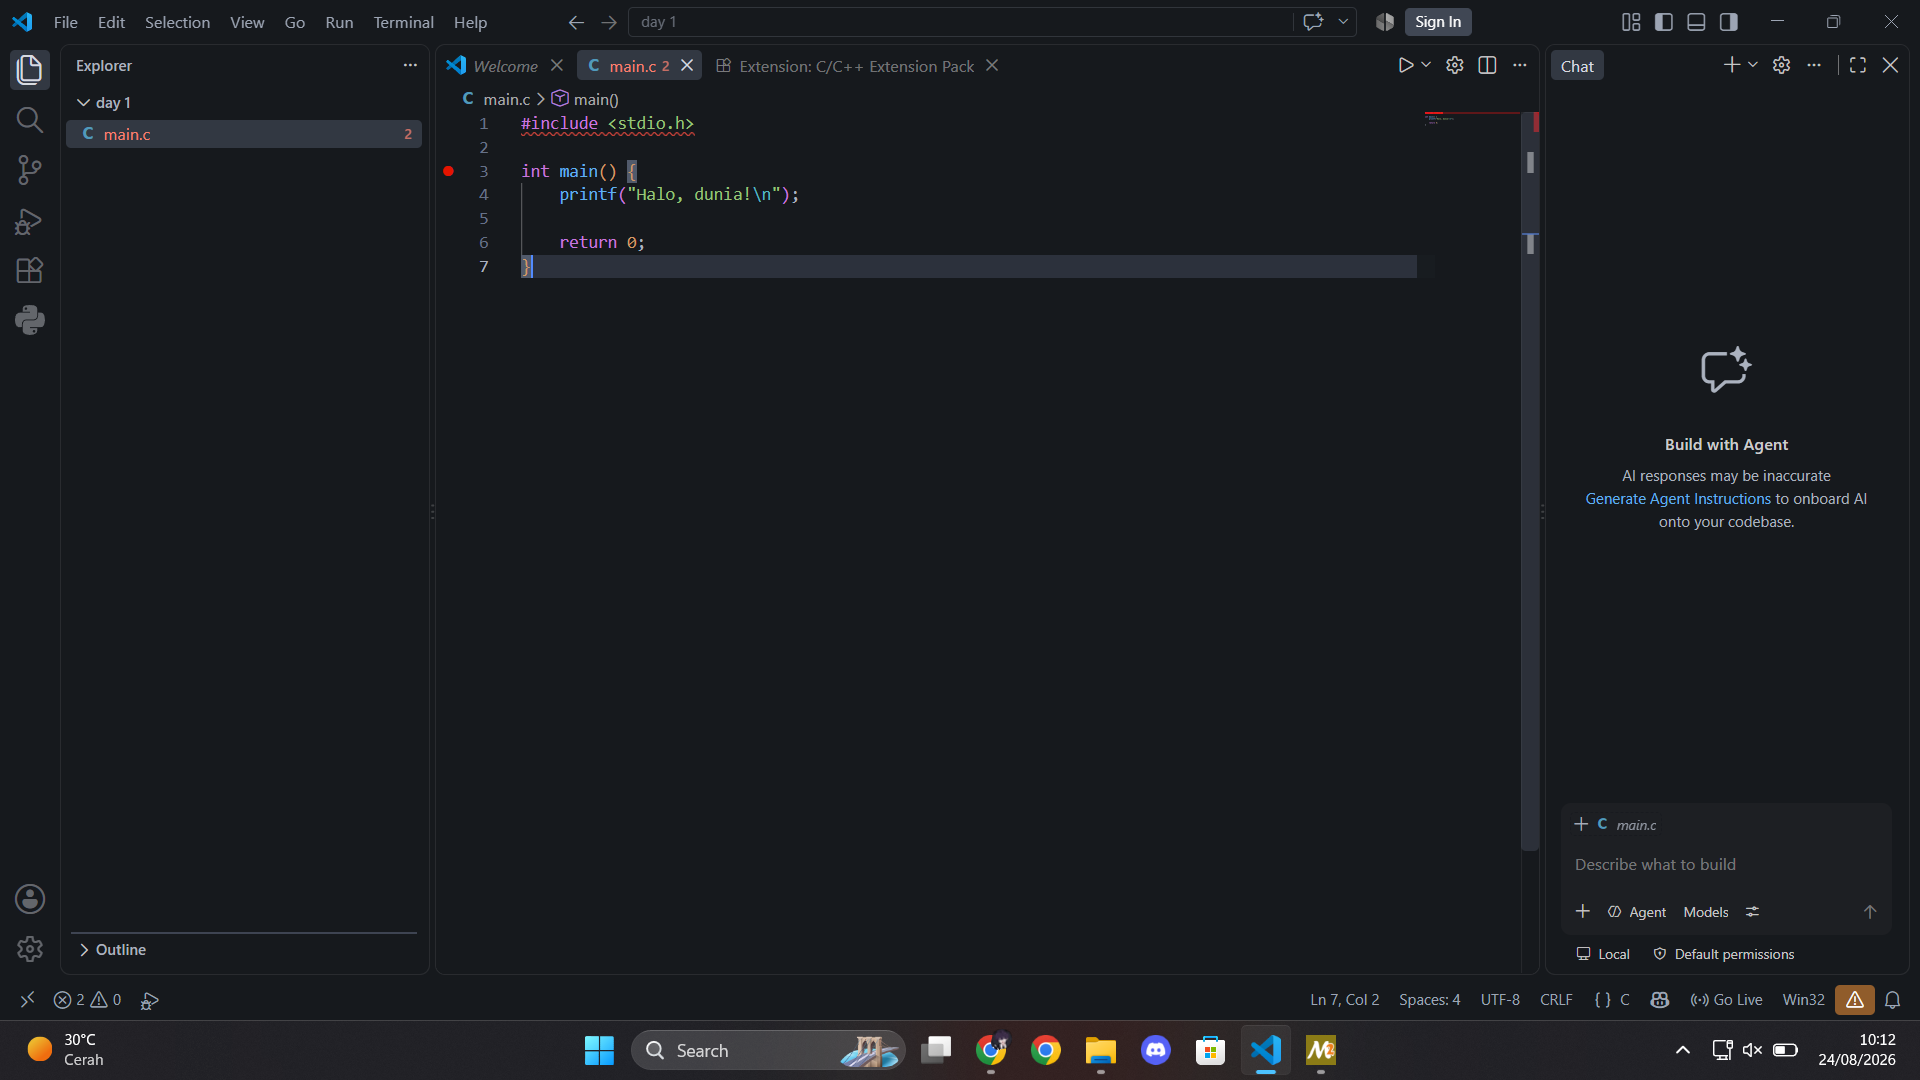 File Edit Selection View Go Run Terminal Help
day 1
Sign In
Explorer
day 1
main.c 2
Welcome
main.c 2
Extension: C/C++ Extension Pack
main.c > main()
1 #include <stdio.h>
2
3 int main() {
4 printf("Halo, dunia!\n");
5
6 return 0;
7 }
Outline
Chat
Build with Agent
AI responses may be inaccurate
Generate Agent Instructions to onboard AI
onto your codebase.
main.c
Describe what to build
Agent Models
Local Default permissions
2 0
Ln 7, Col 2 Spaces: 4 UTF-8 CRLF { } C Go Live Win32
30°C
Cerah
Search
10:12
24/08/2026